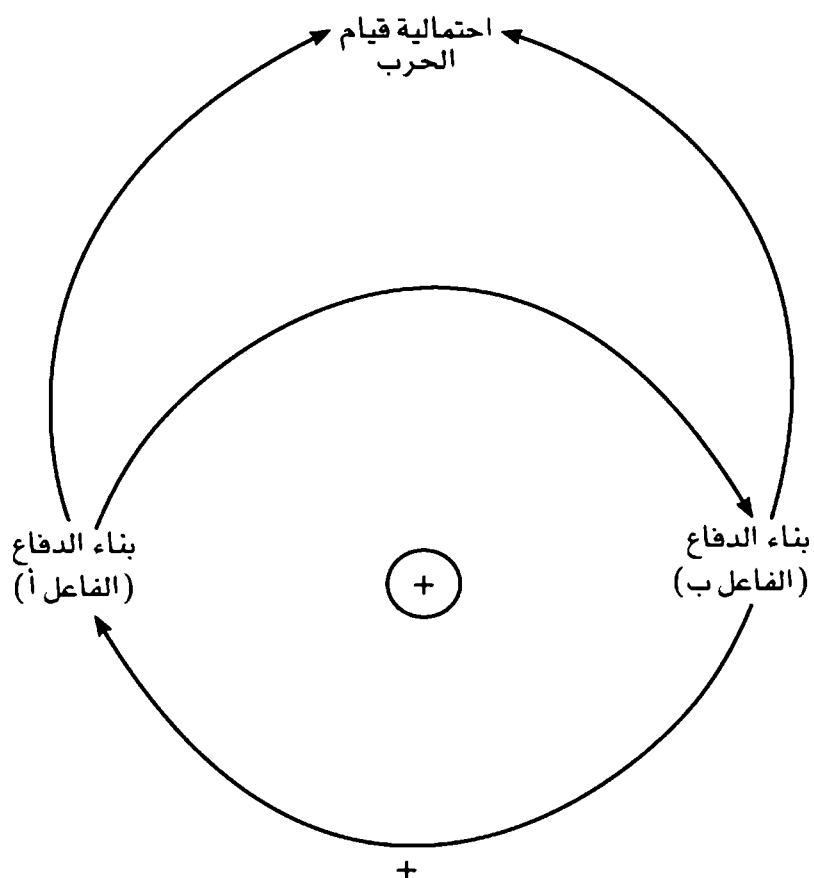 احتمالية قيام
الحرب
بناء الدفاع
(الفاعل ب)
بناء الدفاع
(الفاعل أ)
+
+